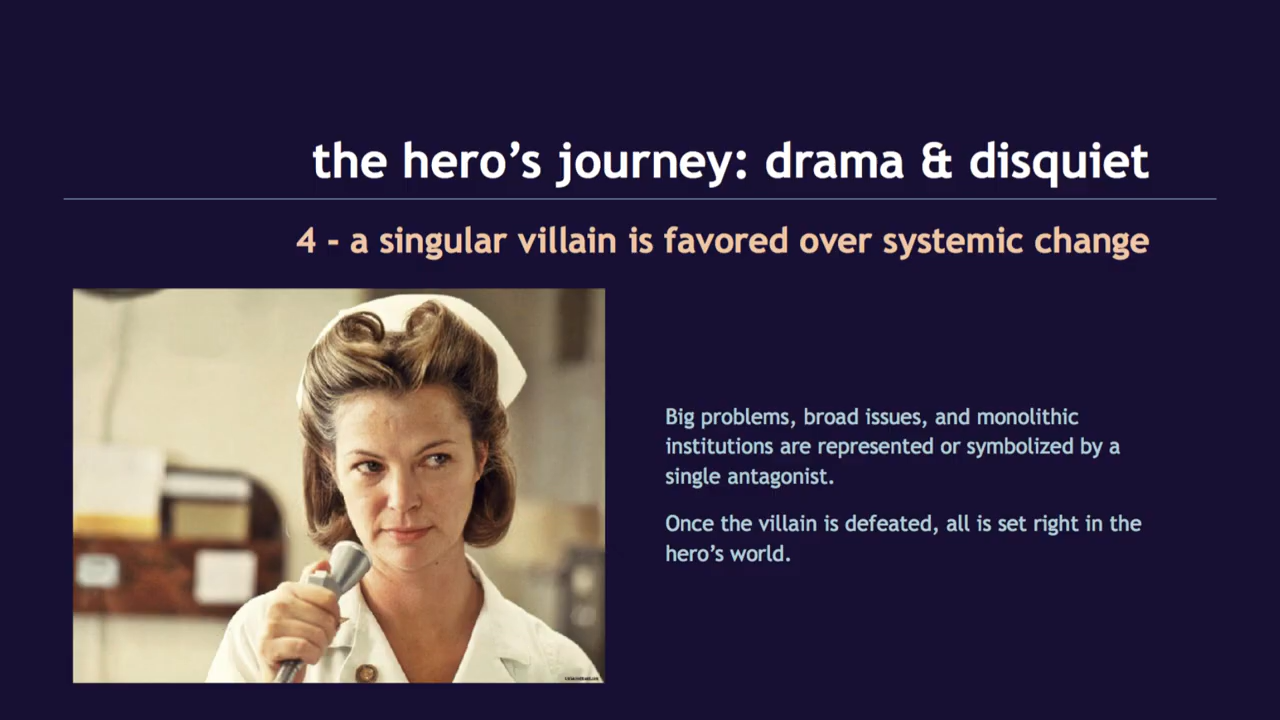 the hero’s journey: drama & disquiet
4 - a singular villain is favored over systemic change
Big problems, broad issues, and monolithic
institutions are represented or symbolized by a
single antagonist.
Once the villain is defeated, all is set right in the
hero’s world.